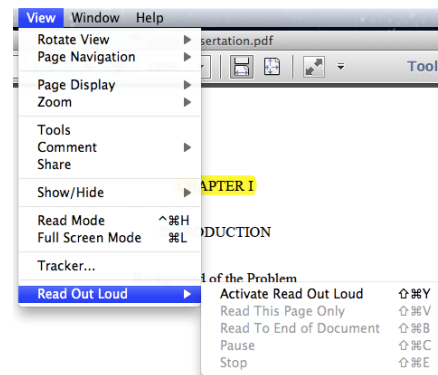 View Window Help
Rotate View
sertation.pdf
Page Navigation
Tool
Page Display
Zoom
Tools
Comment
Share
Show/Hide
APTER I
Read Mode ^⌘H
Full Screen Mode ⌘L
DUCTION
Tracker...
of the Problem
Read Out Loud
Activate Read Out Loud ⇧⌘Y
Read This Page Only ⇧⌘V
Read To End of Document ⇧⌘B
Pause ⇧⌘C
Stop ⇧⌘E